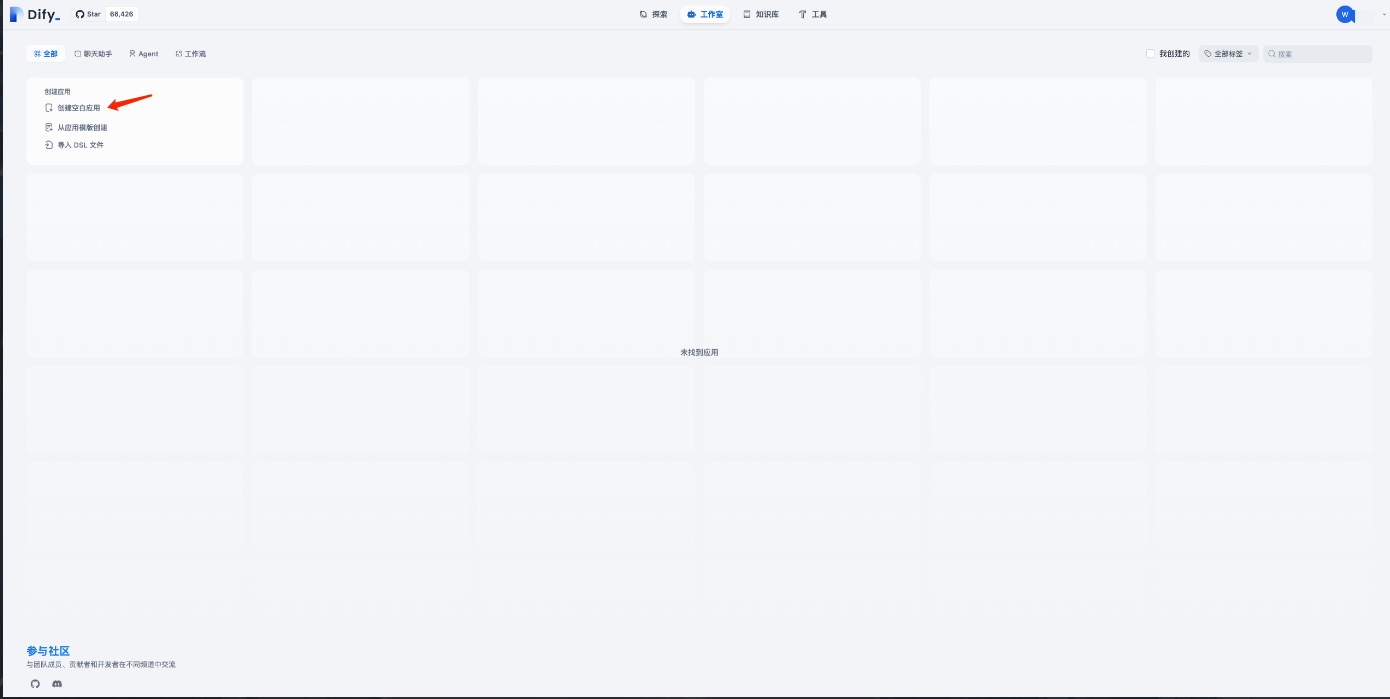 Dify_
Star 66,426
探索
工作室
知识库
工具
W
全部
聊天助手
Agent
工作流
我创建的
全部标签
搜索
创建应用
创建空白应用
从应用模版创建
导入 DSL 文件
未找到应用
参与社区
与团队成员、贡献者和开发者在不同频道中交流